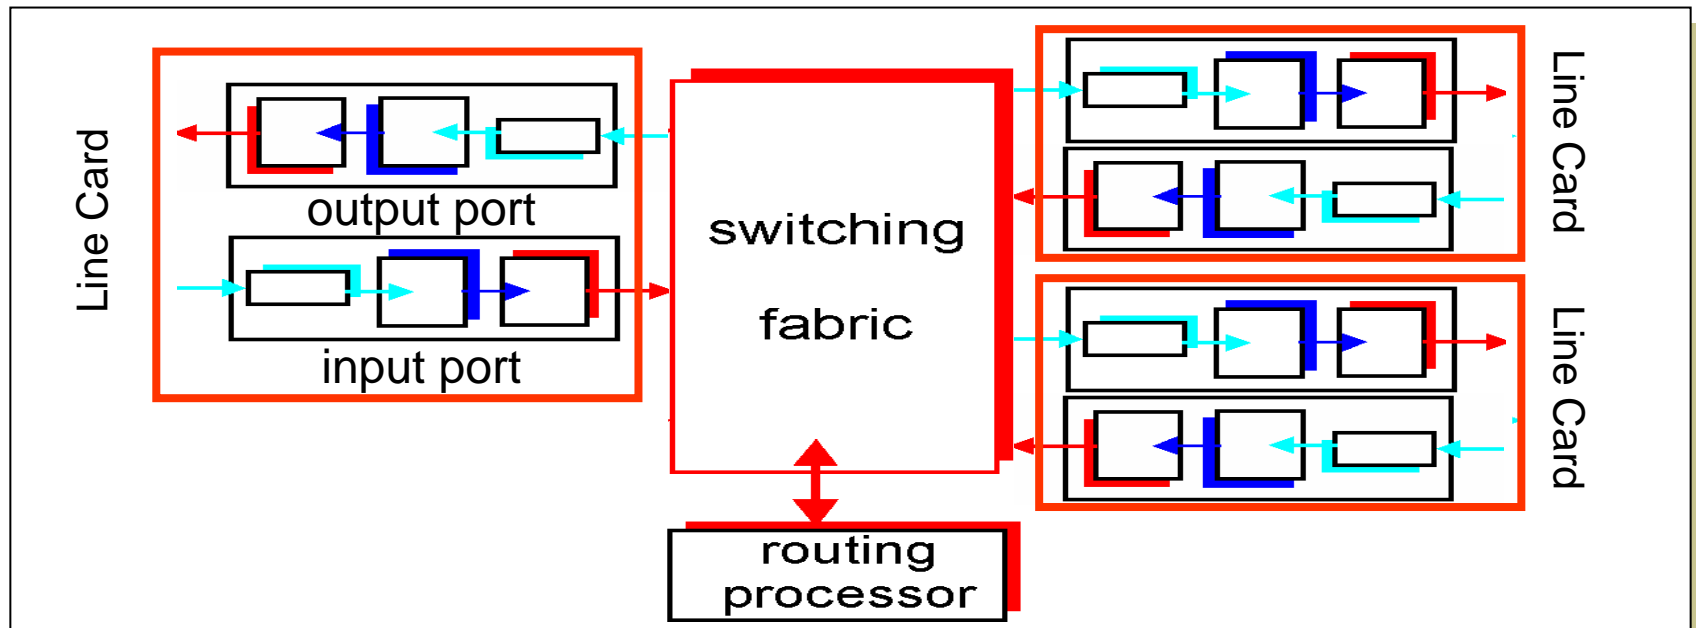 Line Card
output port
input port
switching
fabric
routing
processor
Line Card
Line Card